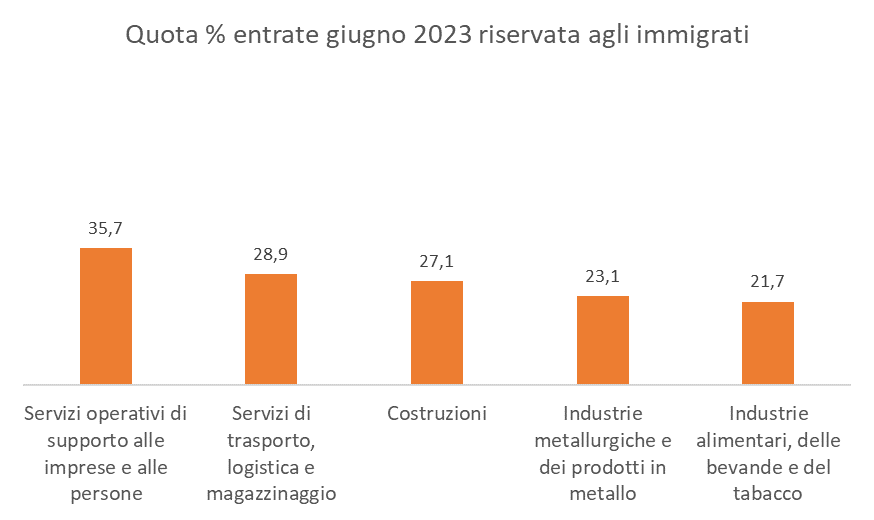 Quota % entrate giugno 2023 riservata agli immigrati
35,7
28,9
27,1
23,1
21,7
Servizi operativi di
supporto alle
imprese e alle
persone
Servizi di
trasporto,
logistica e
magazzinaggio
Costruzioni
Industrie
metallurgiche e
dei prodotti in
metallo
Industrie
alimentari, delle
bevande e del
tabacco